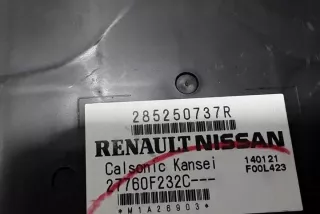 285250737R
RENAULT NISSAN
Calsonic Kansei 140121
27760F232C--- F00L423
*M1A26903*